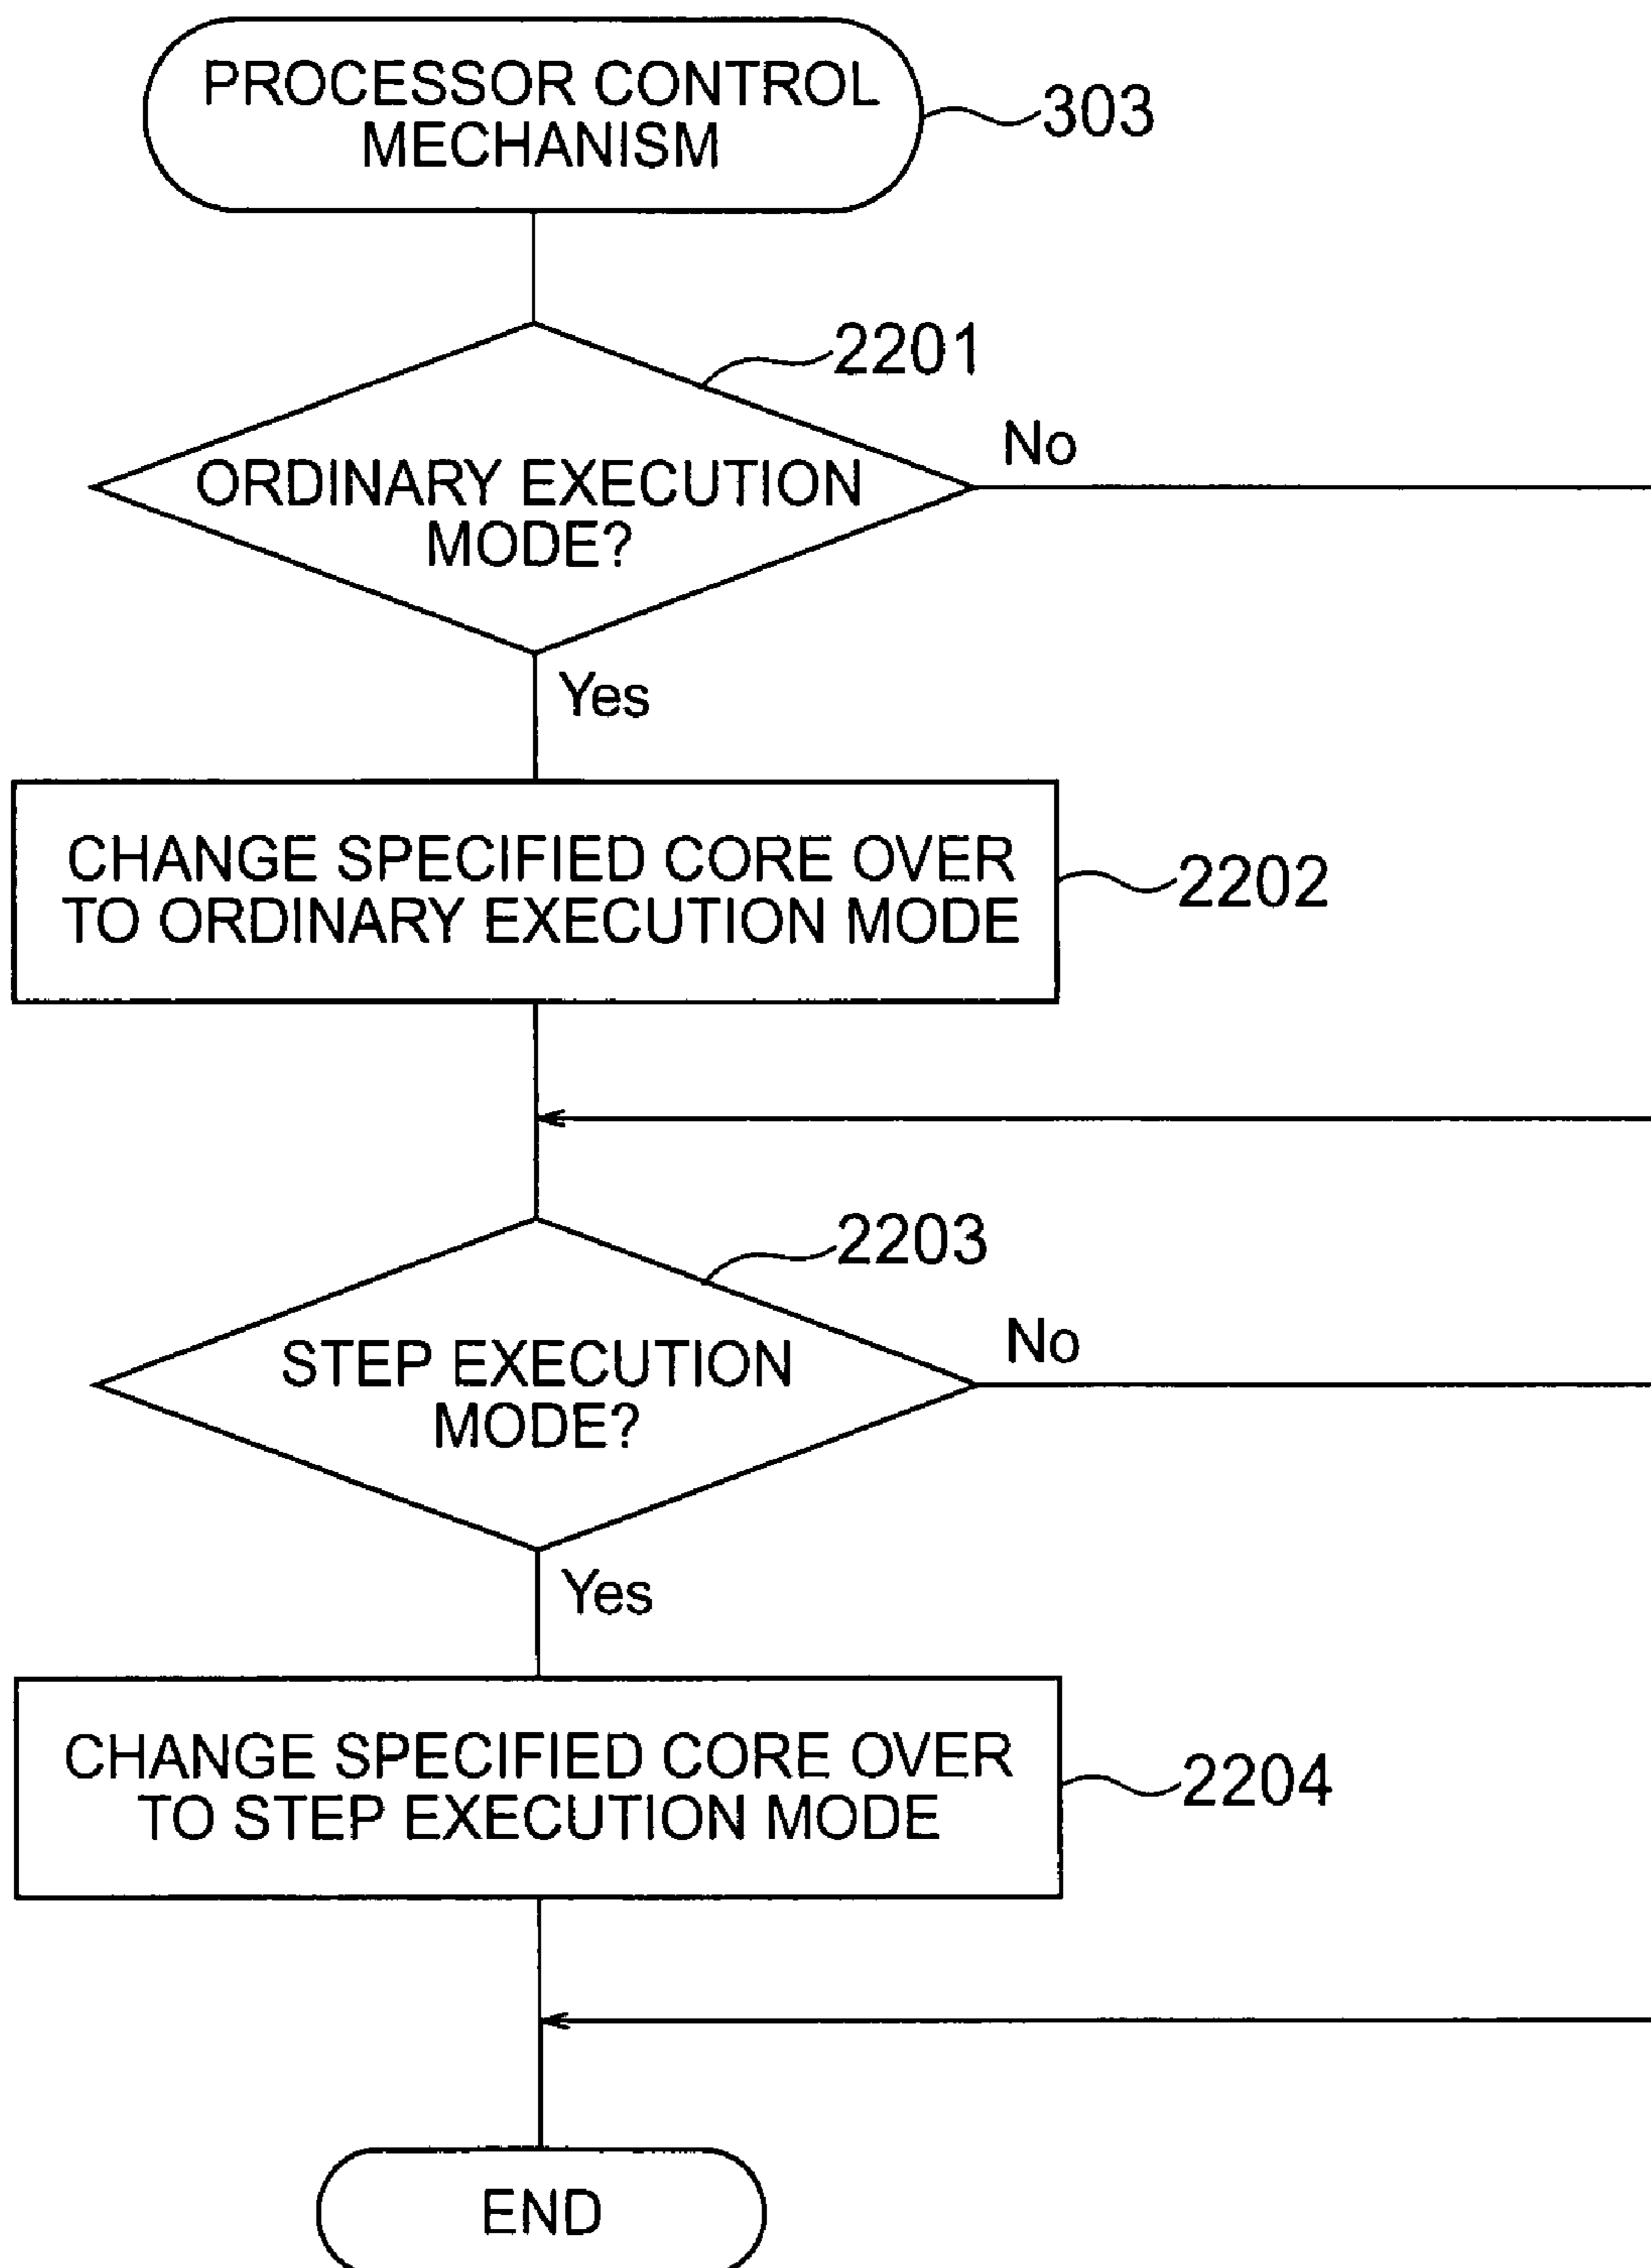 PROCESSOR CONTROL
MECHANISM
303
2201
No
ORDINARY EXECUTION
MODE?
Yes
CHANGE SPECIFIED CORE OVER
TO ORDINARY EXECUTION MODE
2202
2203
No
STEP EXECUTION
MODE?
Yes
CHANGE SPECIFIED CORE OVER
TO STEP EXECUTION MODE
2204
END